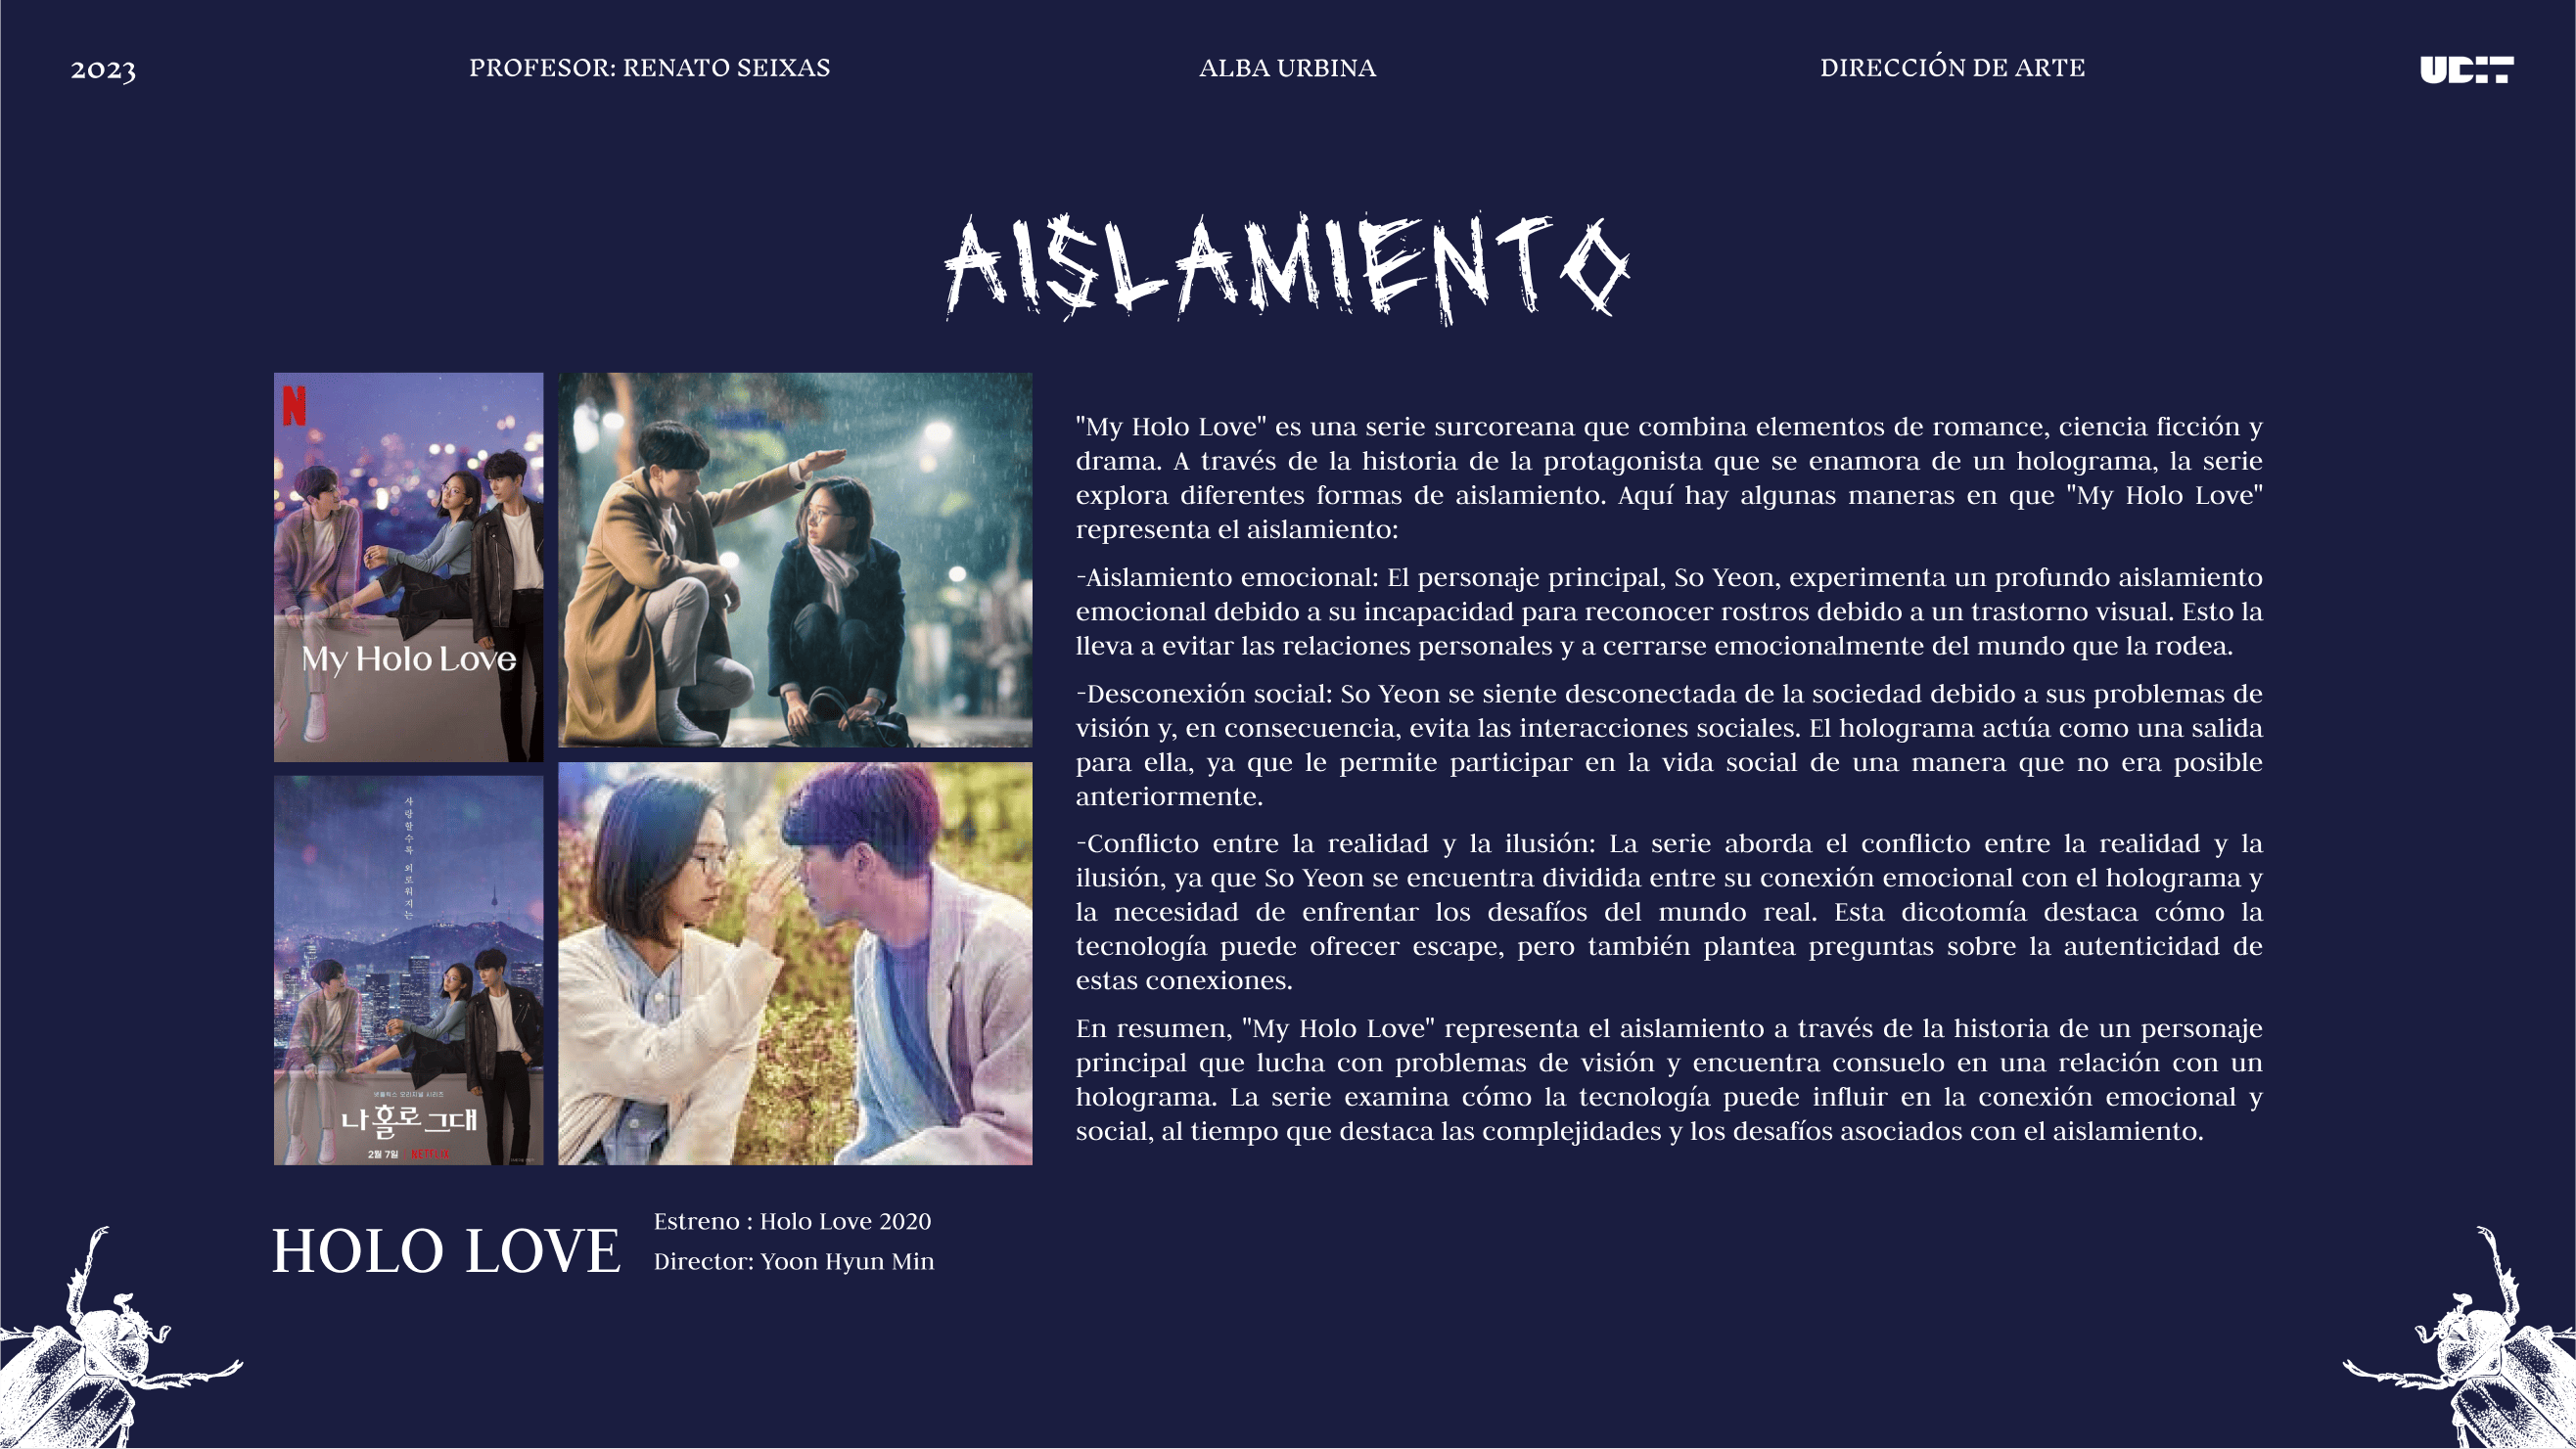 2023
PROFESOR: RENATO SEIXAS
ALBA URBINA
DIRECCIÓN DE ARTE
UDIT
AISLAMIENTO
N
My Holo Love
사랑할수록 외로워지는
넷플릭스 오리지널 시리즈
나 홀로 그대
2월 7일 NETFLIX
"My Holo Love" es una serie surcoreana que combina elementos de romance, ciencia ficción y
drama. A través de la historia de la protagonista que se enamora de un holograma, la serie
explora diferentes formas de aislamiento. Aquí hay algunas maneras en que "My Holo Love"
representa el aislamiento:
-Aislamiento emocional: El personaje principal, So Yeon, experimenta un profundo aislamiento
emocional debido a su incapacidad para reconocer rostros debido a un trastorno visual. Esto la
lleva a evitar las relaciones personales y a cerrarse emocionalmente del mundo que la rodea.
-Desconexión social: So Yeon se siente desconectada de la sociedad debido a sus problemas de
visión y, en consecuencia, evita las interacciones sociales. El holograma actúa como una salida
para ella, ya que le permite participar en la vida social de una manera que no era posible
anteriormente.
-Conflicto entre la realidad y la ilusión: La serie aborda el conflicto entre la realidad y la
ilusión, ya que So Yeon se encuentra dividida entre su conexión emocional con el holograma y
la necesidad de enfrentar los desafíos del mundo real. Esta dicotomía destaca cómo la
tecnología puede ofrecer escape, pero también plantea preguntas sobre la autenticidad de
estas conexiones.
En resumen, "My Holo Love" representa el aislamiento a través de la historia de un personaje
principal que lucha con problemas de visión y encuentra consuelo en una relación con un
holograma. La serie examina cómo la tecnología puede influir en la conexión emocional y
social, al tiempo que destaca las complejidades y los desafíos asociados con el aislamiento.
HOLO LOVE
Estreno : Holo Love 2020
Director: Yoon Hyun Min